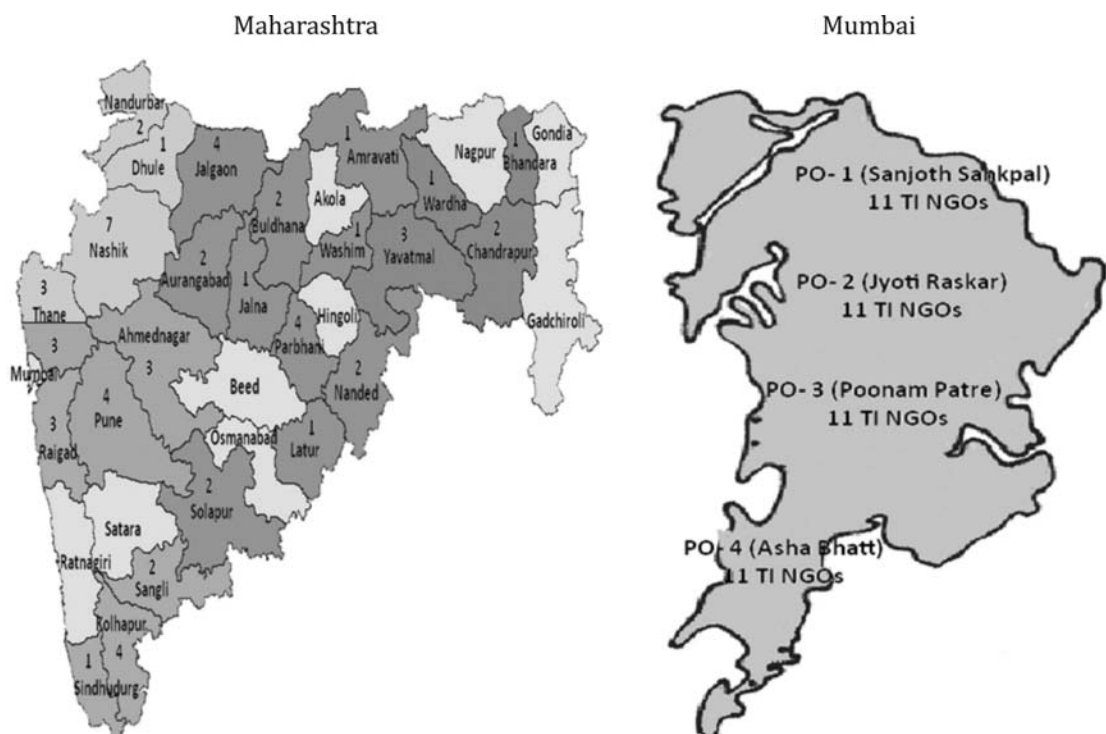 Maharashtra
Mumbai
Nandurbar
2
1
Dhule
4
Jalgaon
1
Amravati
Nagpur
1
Bhandara
Gondia
7
Nashik
2
Buldhana
Akola
1
Wardha
1
Washim
3
Yavatmal
2
Chandrapur
2
Aurangabad
1
Jalna
3
Thane
Hingoli
Gadchiroli
Ahmednagar
3
4
Parbhani
3
Mumbai
Beed
2
Nanded
4
Pune
3
Raigad
Osmanabad
1
Latur
2
Solapur
Satara
Ratnagiri
2
Sangli
Kolhapur
1
4
Sindhudurg
PO- 1 (Sanjoth Sankpal)
11 TI NGOs
PO- 2 (Jyoti Raskar)
11 TI NGOs
PO- 3 (Poonam Patre)
11 TI NGOs
PO- 4 (Asha Bhatt)
11 TI NGOs